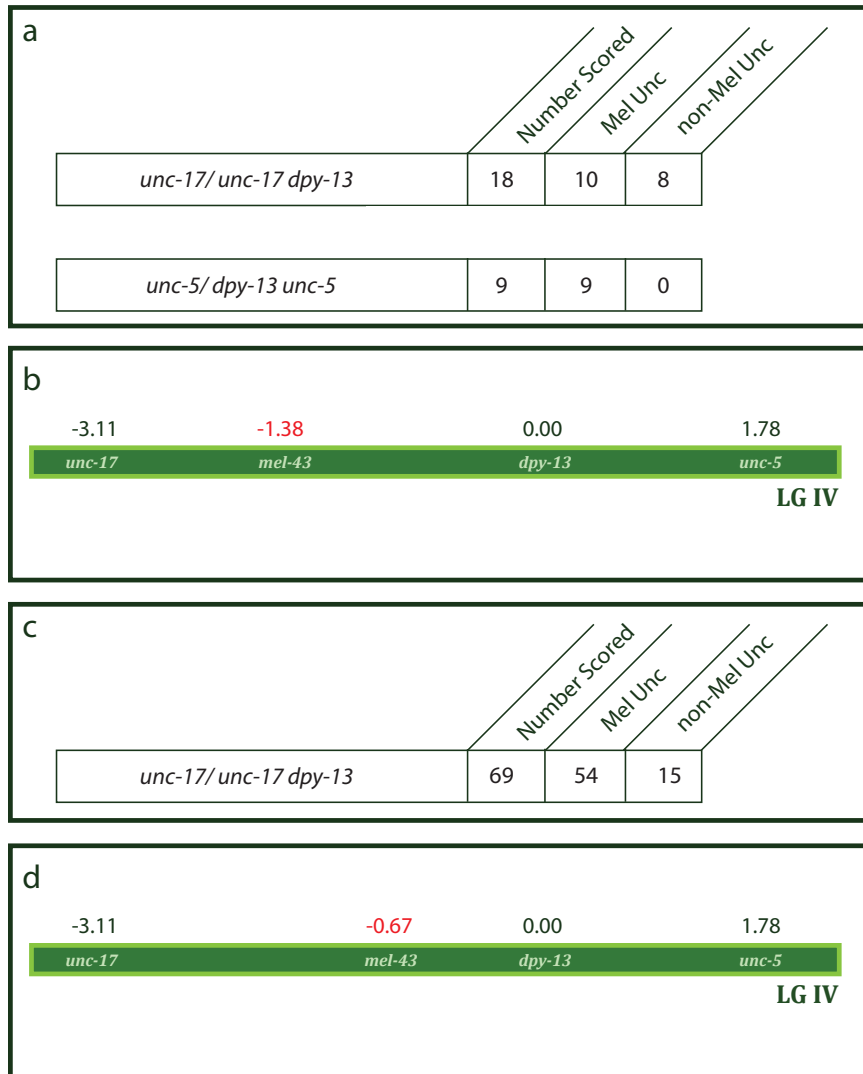 a
Number Scored
Mel Unc
non-Mel Unc
unc-17/ unc-17 dpy-13 18 10 8
unc-5/ dpy-13 unc-5 9 9 0
b
-3.11 -1.38 0.00 1.78
unc-17 mel-43 dpy-13 unc-5
LG IV
c
Number Scored
Mel Unc
non-Mel Unc
unc-17/ unc-17 dpy-13 69 54 15
d
-3.11 -0.67 0.00 1.78
unc-17 mel-43 dpy-13 unc-5
LG IV